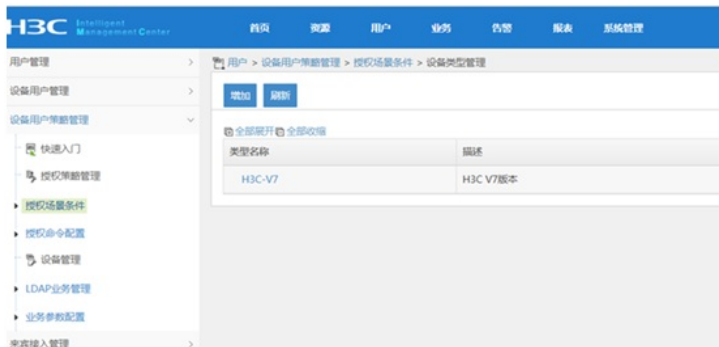 H3C Intelligent Management Center
首页 资源 用户 业务 告警 报表 系统管理
用户管理
设备用户管理
设备用户策略管理
快速入门
授权策略管理
授权场景条件
授权命令配置
设备管理
LDAP业务管理
业务参数配置
来宾接入管理
用户 > 设备用户策略管理 > 授权场景条件 > 设备类型管理
增加 刷新
全部展开 全部收缩
类型名称 描述
H3C-V7 H3C V7版本